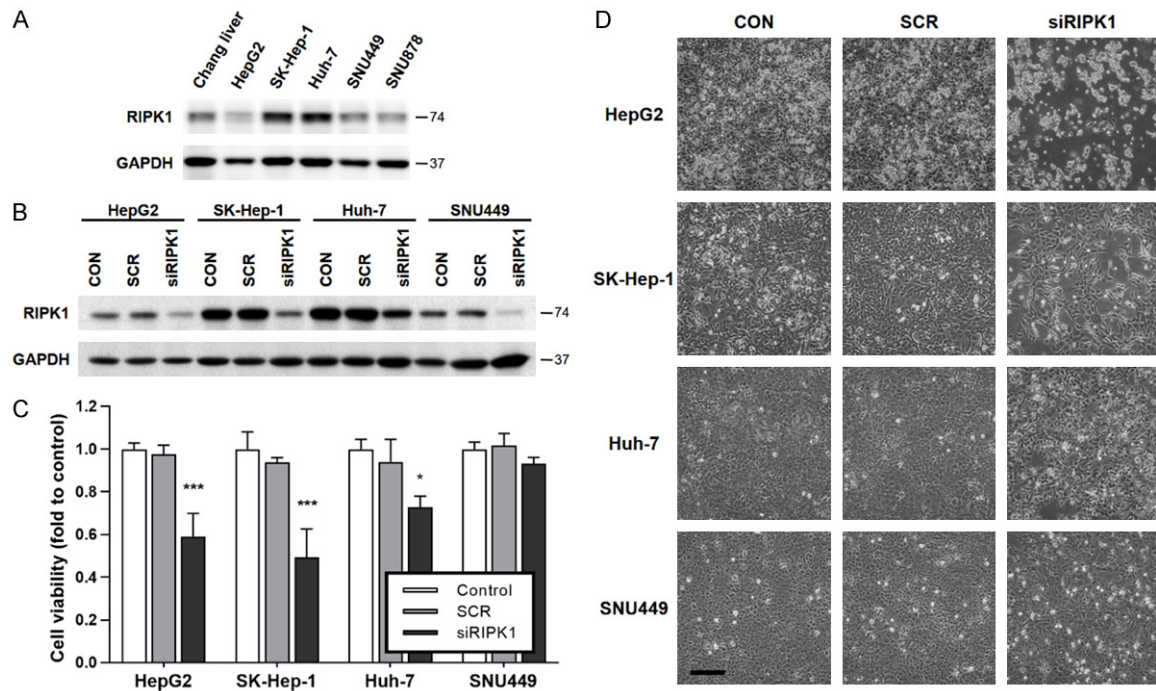 A
Chang liver
HepG2
SK-Hep-1
Huh-7
SNU449
SNU878
RIPK1
74
GAPDH
37
B
HepG2 SK-Hep-1 Huh-7 SNU449
CON SCR siRIPK1 CON SCR siRIPK1 CON SCR siRIPK1 CON SCR siRIPK1
RIPK1
74
GAPDH
37
C
Cell viability (fold to control)
1.2
1.0
0.8
0.6
0.4
0.2
0.0
***
***
*
Control
SCR
siRIPK1
HepG2 SK-Hep-1 Huh-7 SNU449
D
CON SCR siRIPK1
HepG2
SK-Hep-1
Huh-7
SNU449